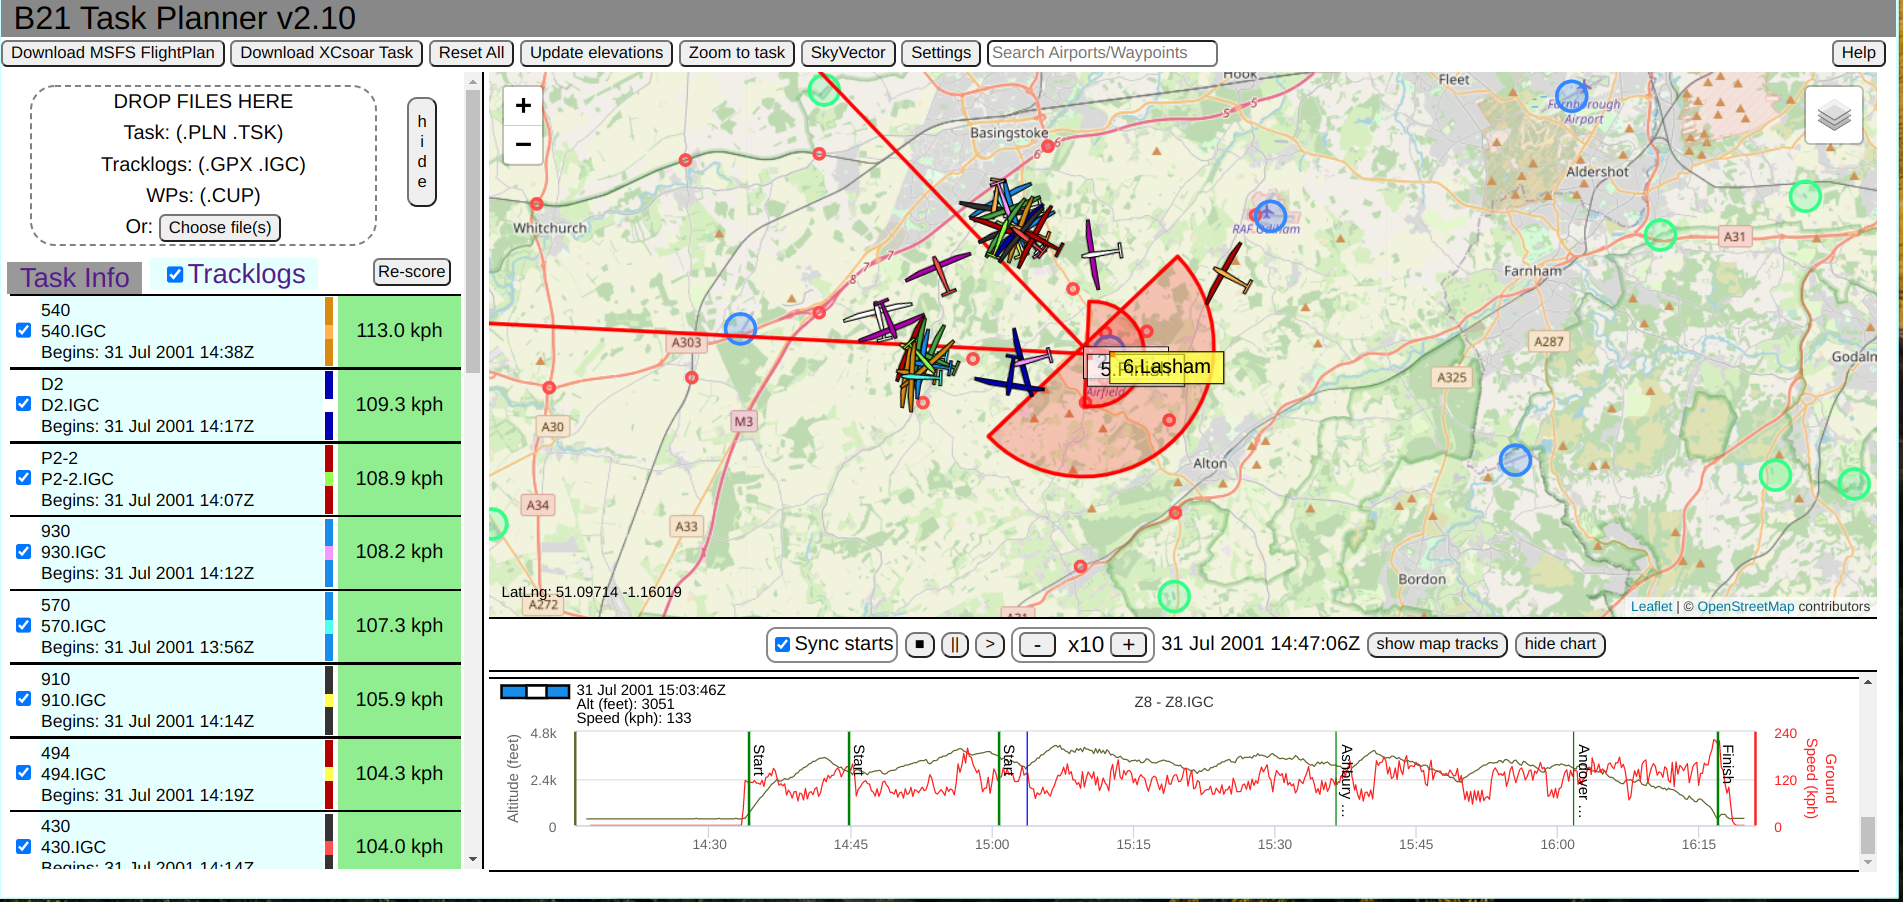 B21 Task Planner v2.10
Download MSFS FlightPlan
Download XCsoar Task
Reset All
Update elevations
Zoom to task
SkyVector
Settings
Search Airports/Waypoints
Help
DROP FILES HERE
Task: (.PLN .TSK)
Tracklogs: (.GPX .IGC)
WPs: (.CUP)
Or: Choose file(s)
hide
Task Info
Tracklogs
Re-score
540
540.IGC
Begins: 31 Jul 2001 14:38Z
113.0 kph
D2
D2.IGC
Begins: 31 Jul 2001 14:17Z
109.3 kph
P2-2
P2-2.IGC
Begins: 31 Jul 2001 14:07Z
108.9 kph
930
930.IGC
Begins: 31 Jul 2001 14:12Z
108.2 kph
570
570.IGC
Begins: 31 Jul 2001 13:56Z
107.3 kph
910
910.IGC
Begins: 31 Jul 2001 14:14Z
105.9 kph
494
494.IGC
Begins: 31 Jul 2001 14:19Z
104.3 kph
430
430.IGC
Begins: 31 Jul 2001 14:14Z
104.0 kph
+
−
Hook
Fleet
Farnborough
Airport
Basingstoke
5
5
6
6
Aldershot
Whitchurch
RAF Odiham
A31
7
7
8
8
Farnham
A303
A287
Godalm
5.
6.Lasham
Airfield
A325
A30
M3
Alton
A34
A33
Bordon
LatLng: 51.09714 -1.16019
A272
A31
Leaflet | © OpenStreetMap contributors
Sync starts
||
>
-
x10
+
31 Jul 2001 14:47:06Z
show map tracks
hide chart
31 Jul 2001 15:03:46Z
Alt (feet): 3051
Speed (kph): 133
Z8 - Z8.IGC
Altitude (feet)
4.8k
2.4k
0
Start
Start
Start
Ashbury ...
Andover ...
Finish
240
120
0
Ground
Speed (kph)
14:30
14:45
15:00
15:15
15:30
15:45
16:00
16:15